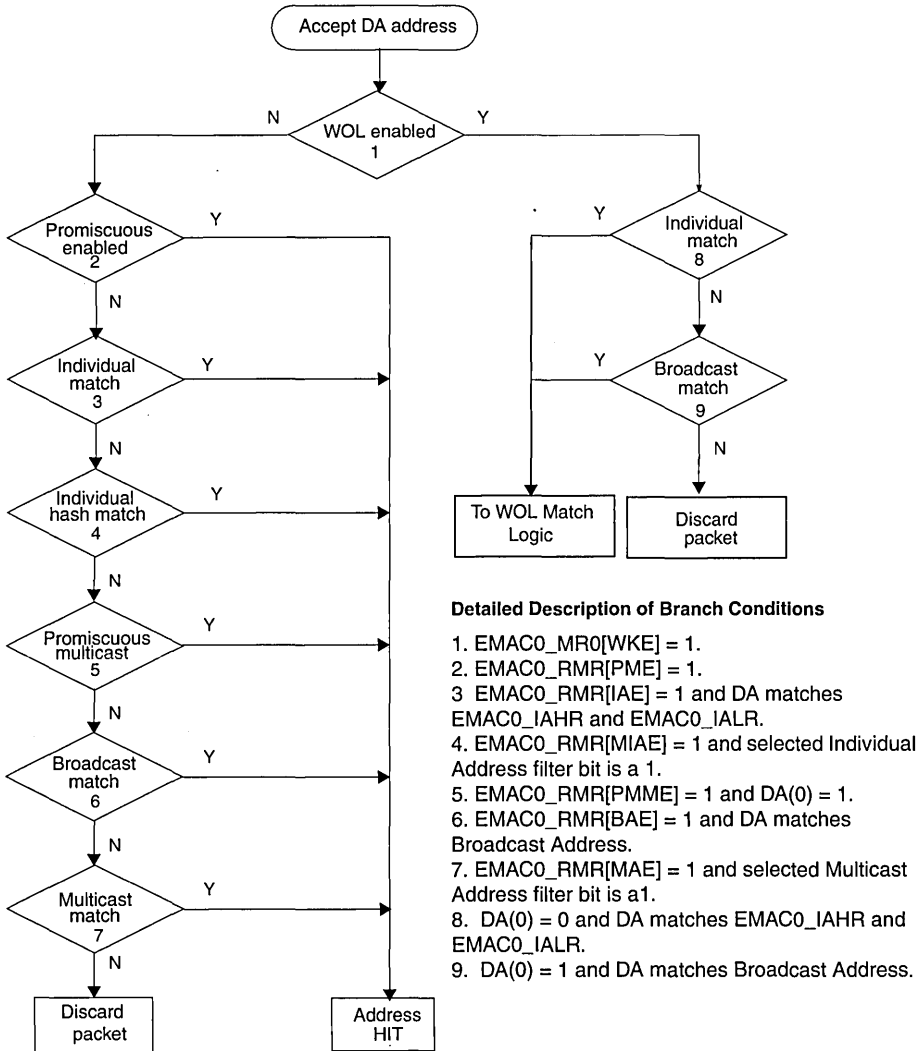 Accept DA address
N
Y
WOL enabled
1
Promiscuous
enabled
2
Y
N
Individual
match
3
Y
N
Individual
hash match
4
Y
N
Promiscuous
multicast
5
Y
N
Broadcast
match
6
Y
N
Multicast
match
7
Y
N
Discard
packet
Address
HIT
Y
Individual
match
8
N
Y
Broadcast
match
9
N
To WOL Match
Logic
Discard
packet
Detailed Description of Branch Conditions
1. EMAC0_MR0[WKE] = 1.
2. EMAC0_RMR[PME] = 1.
3 EMAC0_RMR[IAE] = 1 and DA matches
EMAC0_IAHR and EMAC0_IALR.
4. EMAC0_RMR[MIAE] = 1 and selected Individual
Address filter bit is a 1.
5. EMAC0_RMR[PMME] = 1 and DA(0) = 1.
6. EMAC0_RMR[BAE] = 1 and DA matches
Broadcast Address.
7. EMAC0_RMR[MAE] = 1 and selected Multicast
Address filter bit is a1.
8. DA(0) = 0 and DA matches EMAC0_IAHR and
EMAC0_IALR.
9. DA(0) = 1 and DA matches Broadcast Address.